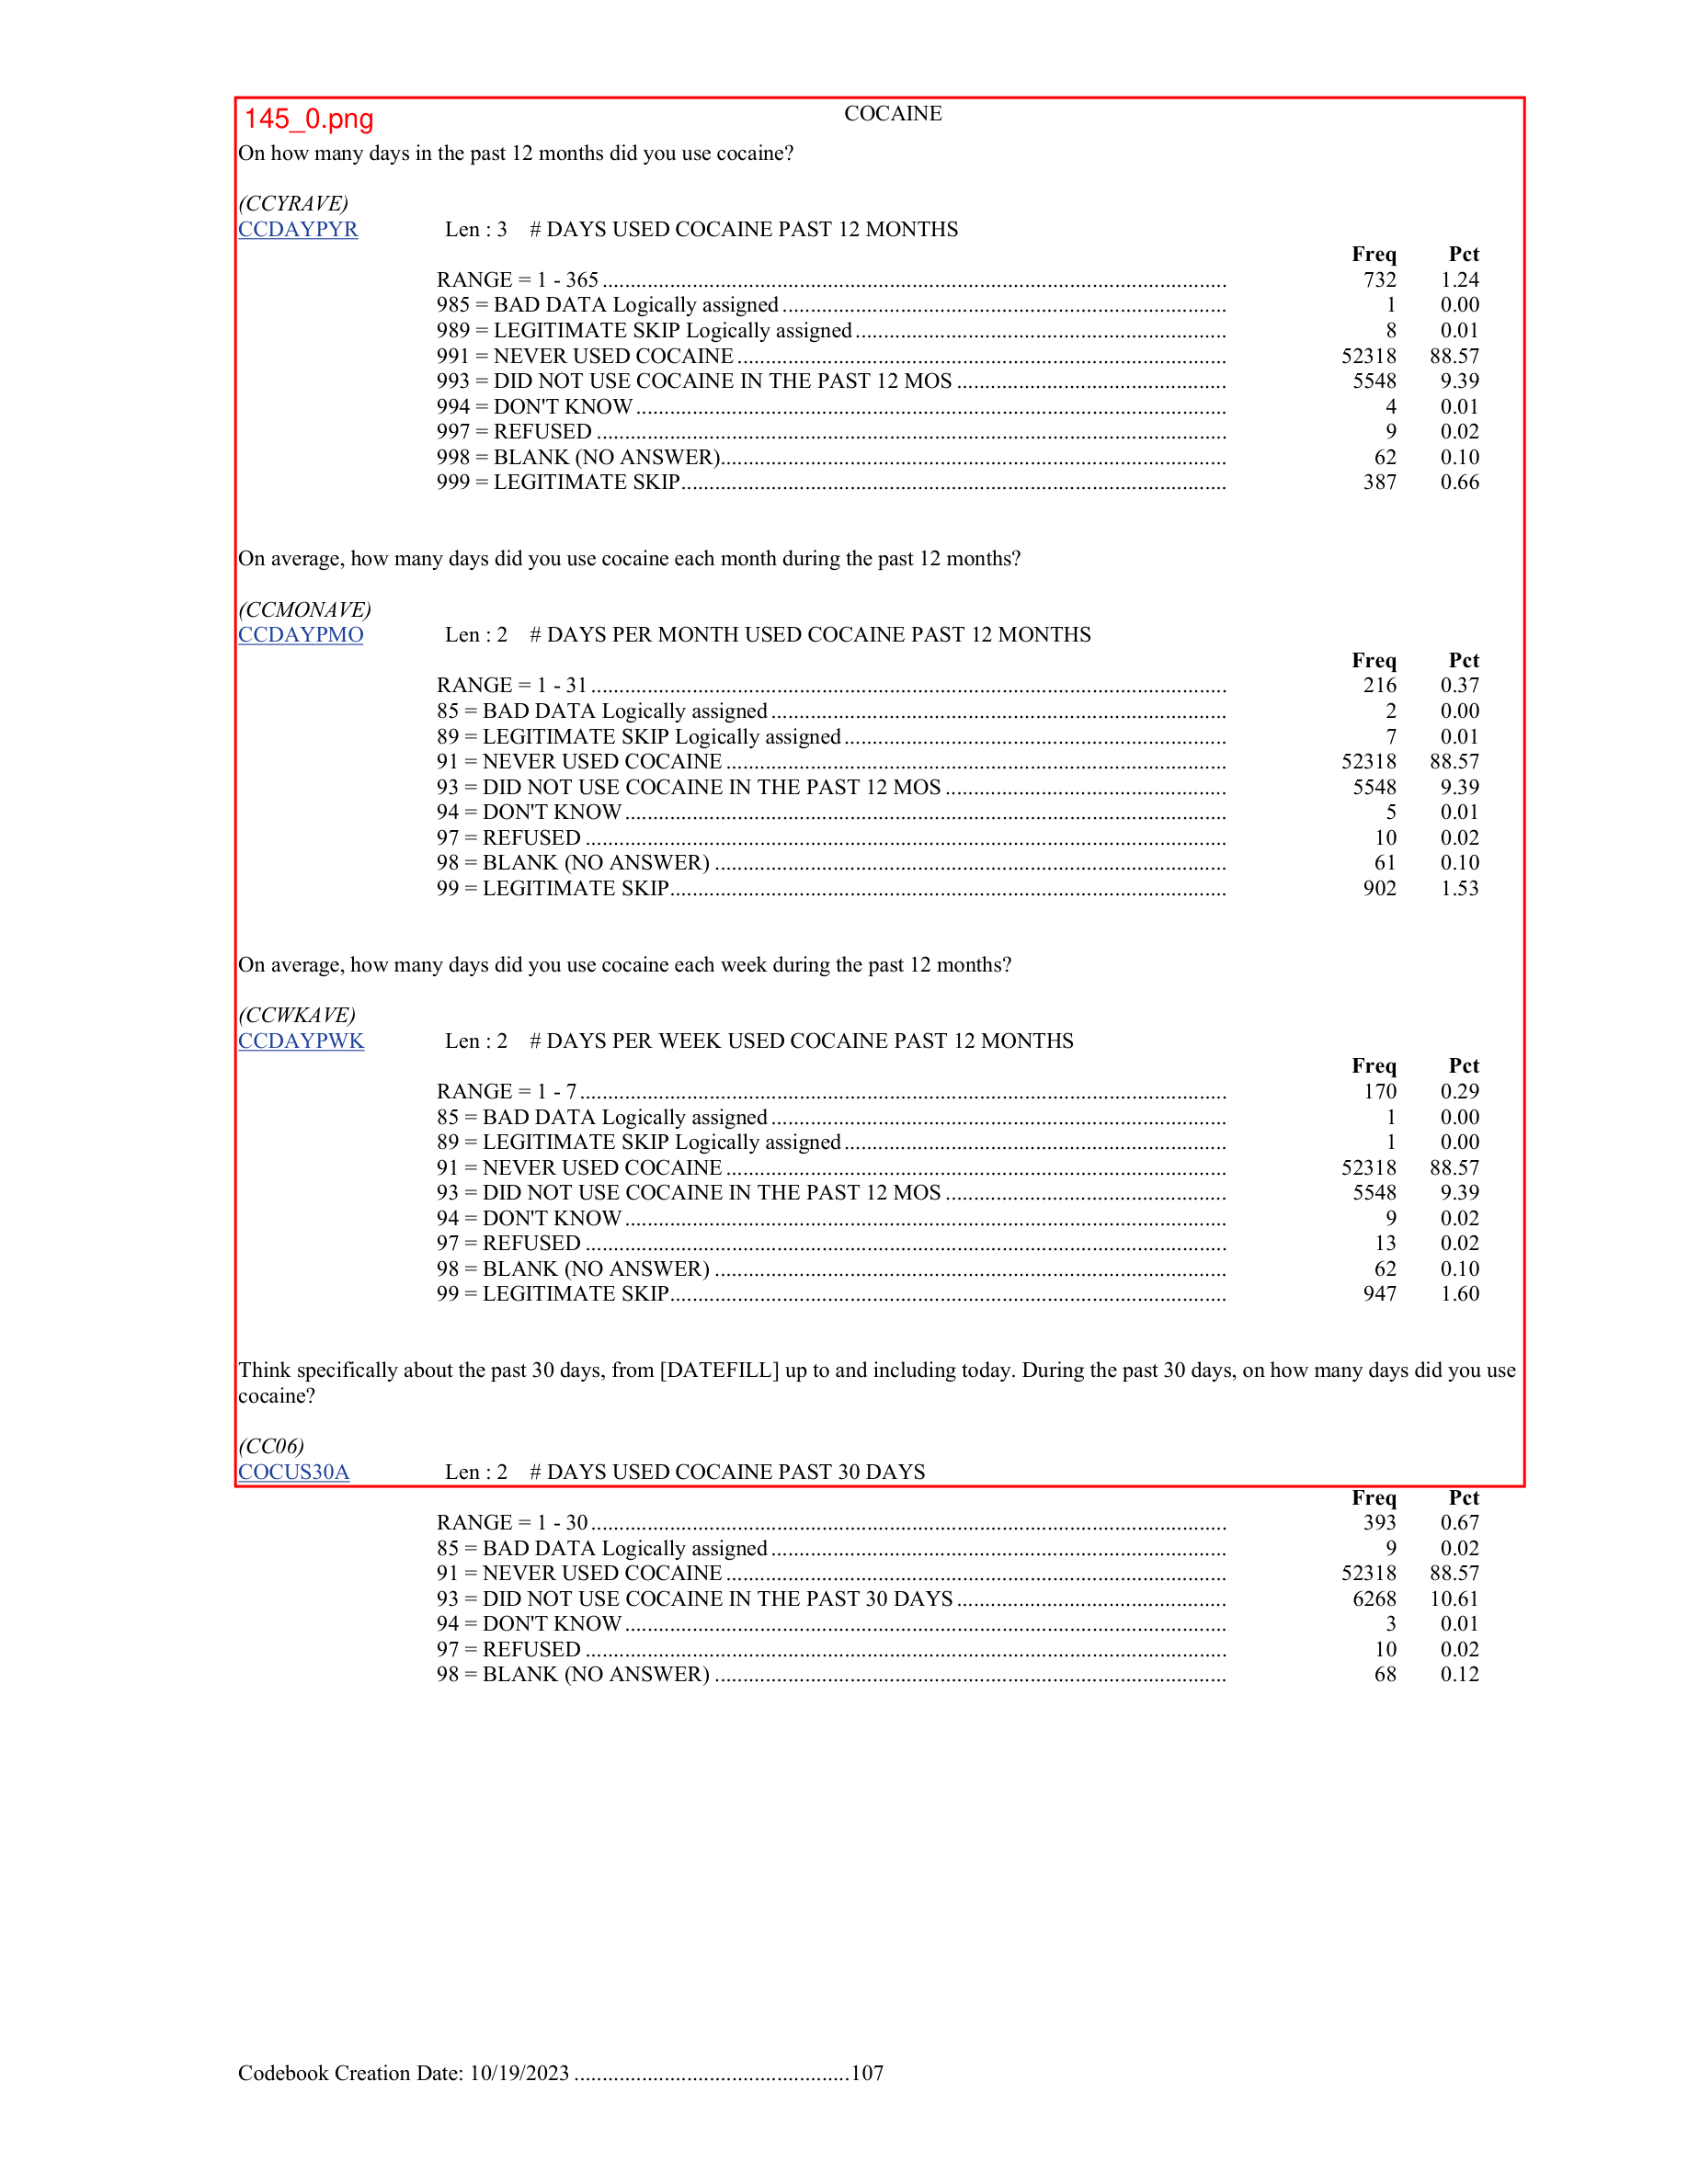 145_0.png
COCAINE
On how many days in the past 12 months did you use cocaine?
(CCYRAVE)
CCDAYPYR Len : 3 # DAYS USED COCAINE PAST 12 MONTHS
Freq Pct
RANGE = 1 - 365 ................................................................ 732 1.24
985 = BAD DATA Logically assigned ................................................................ 1 0.00
989 = LEGITIMATE SKIP Logically assigned ................................................................ 8 0.01
991 = NEVER USED COCAINE ................................................................ 52318 88.57
993 = DID NOT USE COCAINE IN THE PAST 12 MOS ................................................ 5548 9.39
994 = DON'T KNOW ................................................................ 4 0.01
997 = REFUSED ................................................................ 9 0.02
998 = BLANK (NO ANSWER) ................................................................ 62 0.10
999 = LEGITIMATE SKIP ................................................................ 387 0.66
On average, how many days did you use cocaine each month during the past 12 months?
(CCMONAVE)
CCDAYPMO Len : 2 # DAYS PER MONTH USED COCAINE PAST 12 MONTHS
Freq Pct
RANGE = 1 - 31 ................................................................ 216 0.37
85 = BAD DATA Logically assigned ................................................................ 2 0.00
89 = LEGITIMATE SKIP Logically assigned ................................................................ 7 0.01
91 = NEVER USED COCAINE ................................................................ 52318 88.57
93 = DID NOT USE COCAINE IN THE PAST 12 MOS ................................................ 5548 9.39
94 = DON'T KNOW ................................................................ 5 0.01
97 = REFUSED ................................................................ 10 0.02
98 = BLANK (NO ANSWER) ................................................................ 61 0.10
99 = LEGITIMATE SKIP ................................................................ 902 1.53
On average, how many days did you use cocaine each week during the past 12 months?
(CCWKAVE)
CCDAYPWK Len : 2 # DAYS PER WEEK USED COCAINE PAST 12 MONTHS
Freq Pct
RANGE = 1 - 7 ................................................................ 170 0.29
85 = BAD DATA Logically assigned ................................................................ 1 0.00
89 = LEGITIMATE SKIP Logically assigned ................................................................ 1 0.00
91 = NEVER USED COCAINE ................................................................ 52318 88.57
93 = DID NOT USE COCAINE IN THE PAST 12 MOS ................................................ 5548 9.39
94 = DON'T KNOW ................................................................ 9 0.02
97 = REFUSED ................................................................ 13 0.02
98 = BLANK (NO ANSWER) ................................................................ 62 0.10
99 = LEGITIMATE SKIP ................................................................ 947 1.60
Think specifically about the past 30 days, from [DATEFILL] up to and including today. During the past 30 days, on how many days did you use
cocaine?
(CC06)
COCUS30A Len : 2 # DAYS USED COCAINE PAST 30 DAYS
Freq Pct
RANGE = 1 - 30 ................................................................ 393 0.67
85 = BAD DATA Logically assigned ................................................................ 9 0.02
91 = NEVER USED COCAINE ................................................................ 52318 88.57
93 = DID NOT USE COCAINE IN THE PAST 30 DAYS ................................................ 6268 10.61
94 = DON'T KNOW ................................................................ 3 0.01
97 = REFUSED ................................................................ 10 0.02
98 = BLANK (NO ANSWER) ................................................................ 68 0.12
Codebook Creation Date: 10/19/2023 ................................................107